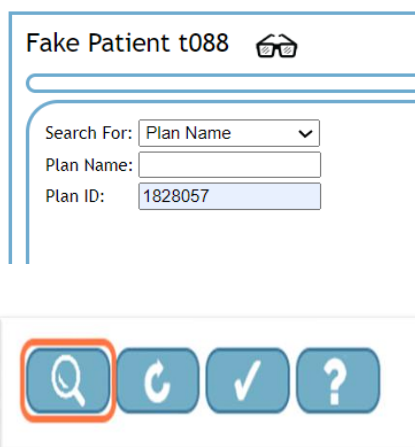 Fake Patient t088
Search For: Plan Name
Plan Name:
Plan ID: 1828057
?